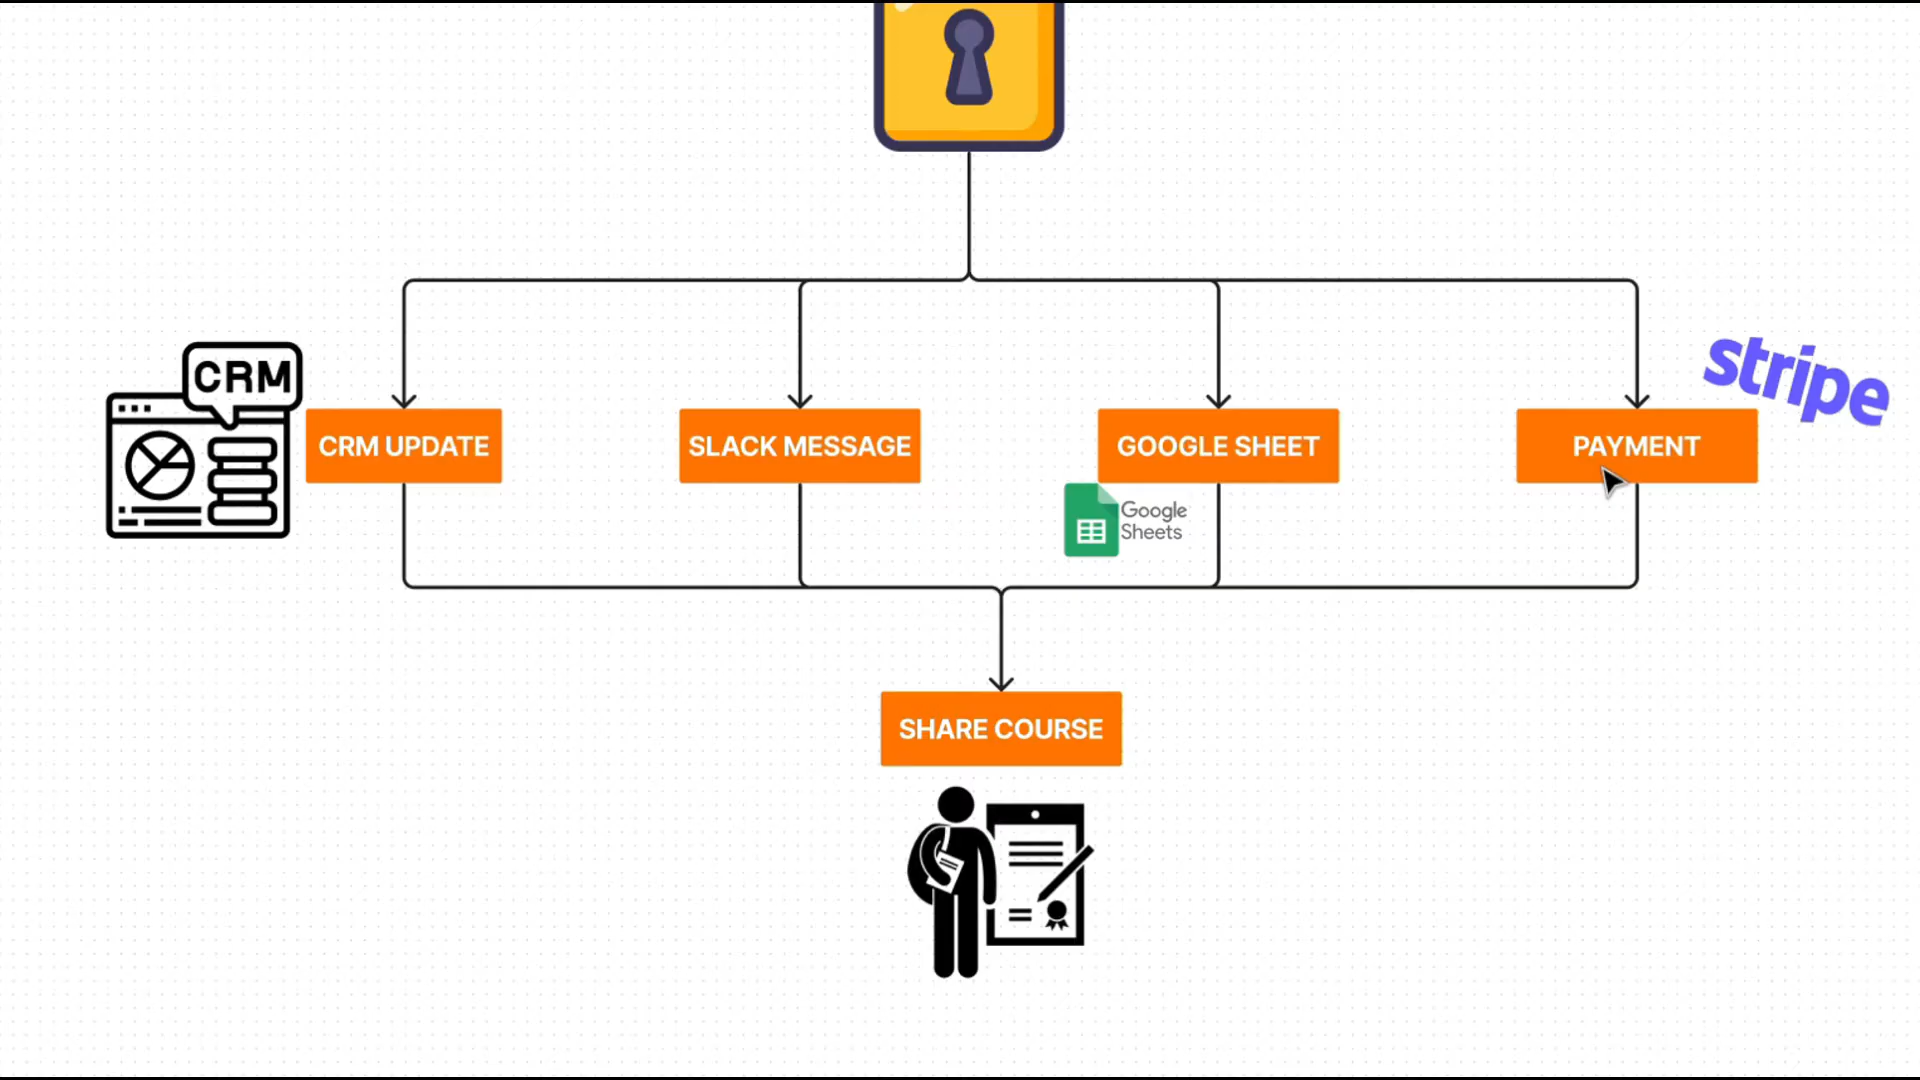 CRM
stripe
CRM UPDATE
SLACK MESSAGE
GOOGLE SHEET
PAYMENT
Google
Sheets
SHARE COURSE